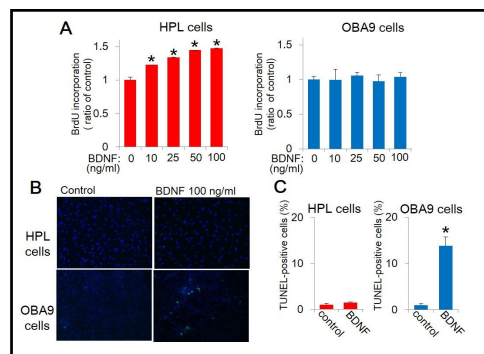 A
HPL cells
OBA9 cells
BrdU incorporation
(ratio of control)
1.5
1
0.5
0
* * * *
BDNF: 0 10 25 50 100
(ng/ml)
BrdU incorporation
(ratio of control)
1.5
1
0.5
0
BDNF: 0 10 25 50 100
(ng/ml)
B
Control
BDNF 100 ng/ml
HPL
cells
OBA9
cells
C
HPL cells
OBA9 cells
TUNEL-positive cells (%)
20
10
0
control
BDNF
TUNEL-positive cells (%)
20
10
0
*
control
BDNF